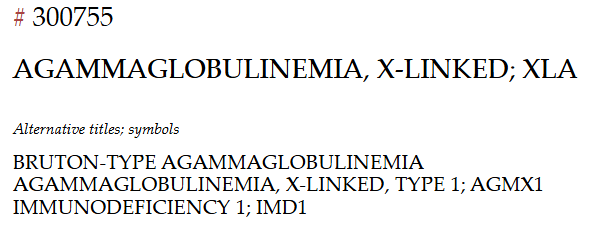 # 300755
AGAMMAGLOBULINEMIA, X-LINKED; XLA
Alternative titles; symbols
BRUTON-TYPE AGAMMAGLOBULINEMIA
AGAMMAGLOBULINEMIA, X-LINKED, TYPE 1; AGMX1
IMMUNODEFICIENCY 1; IMD1